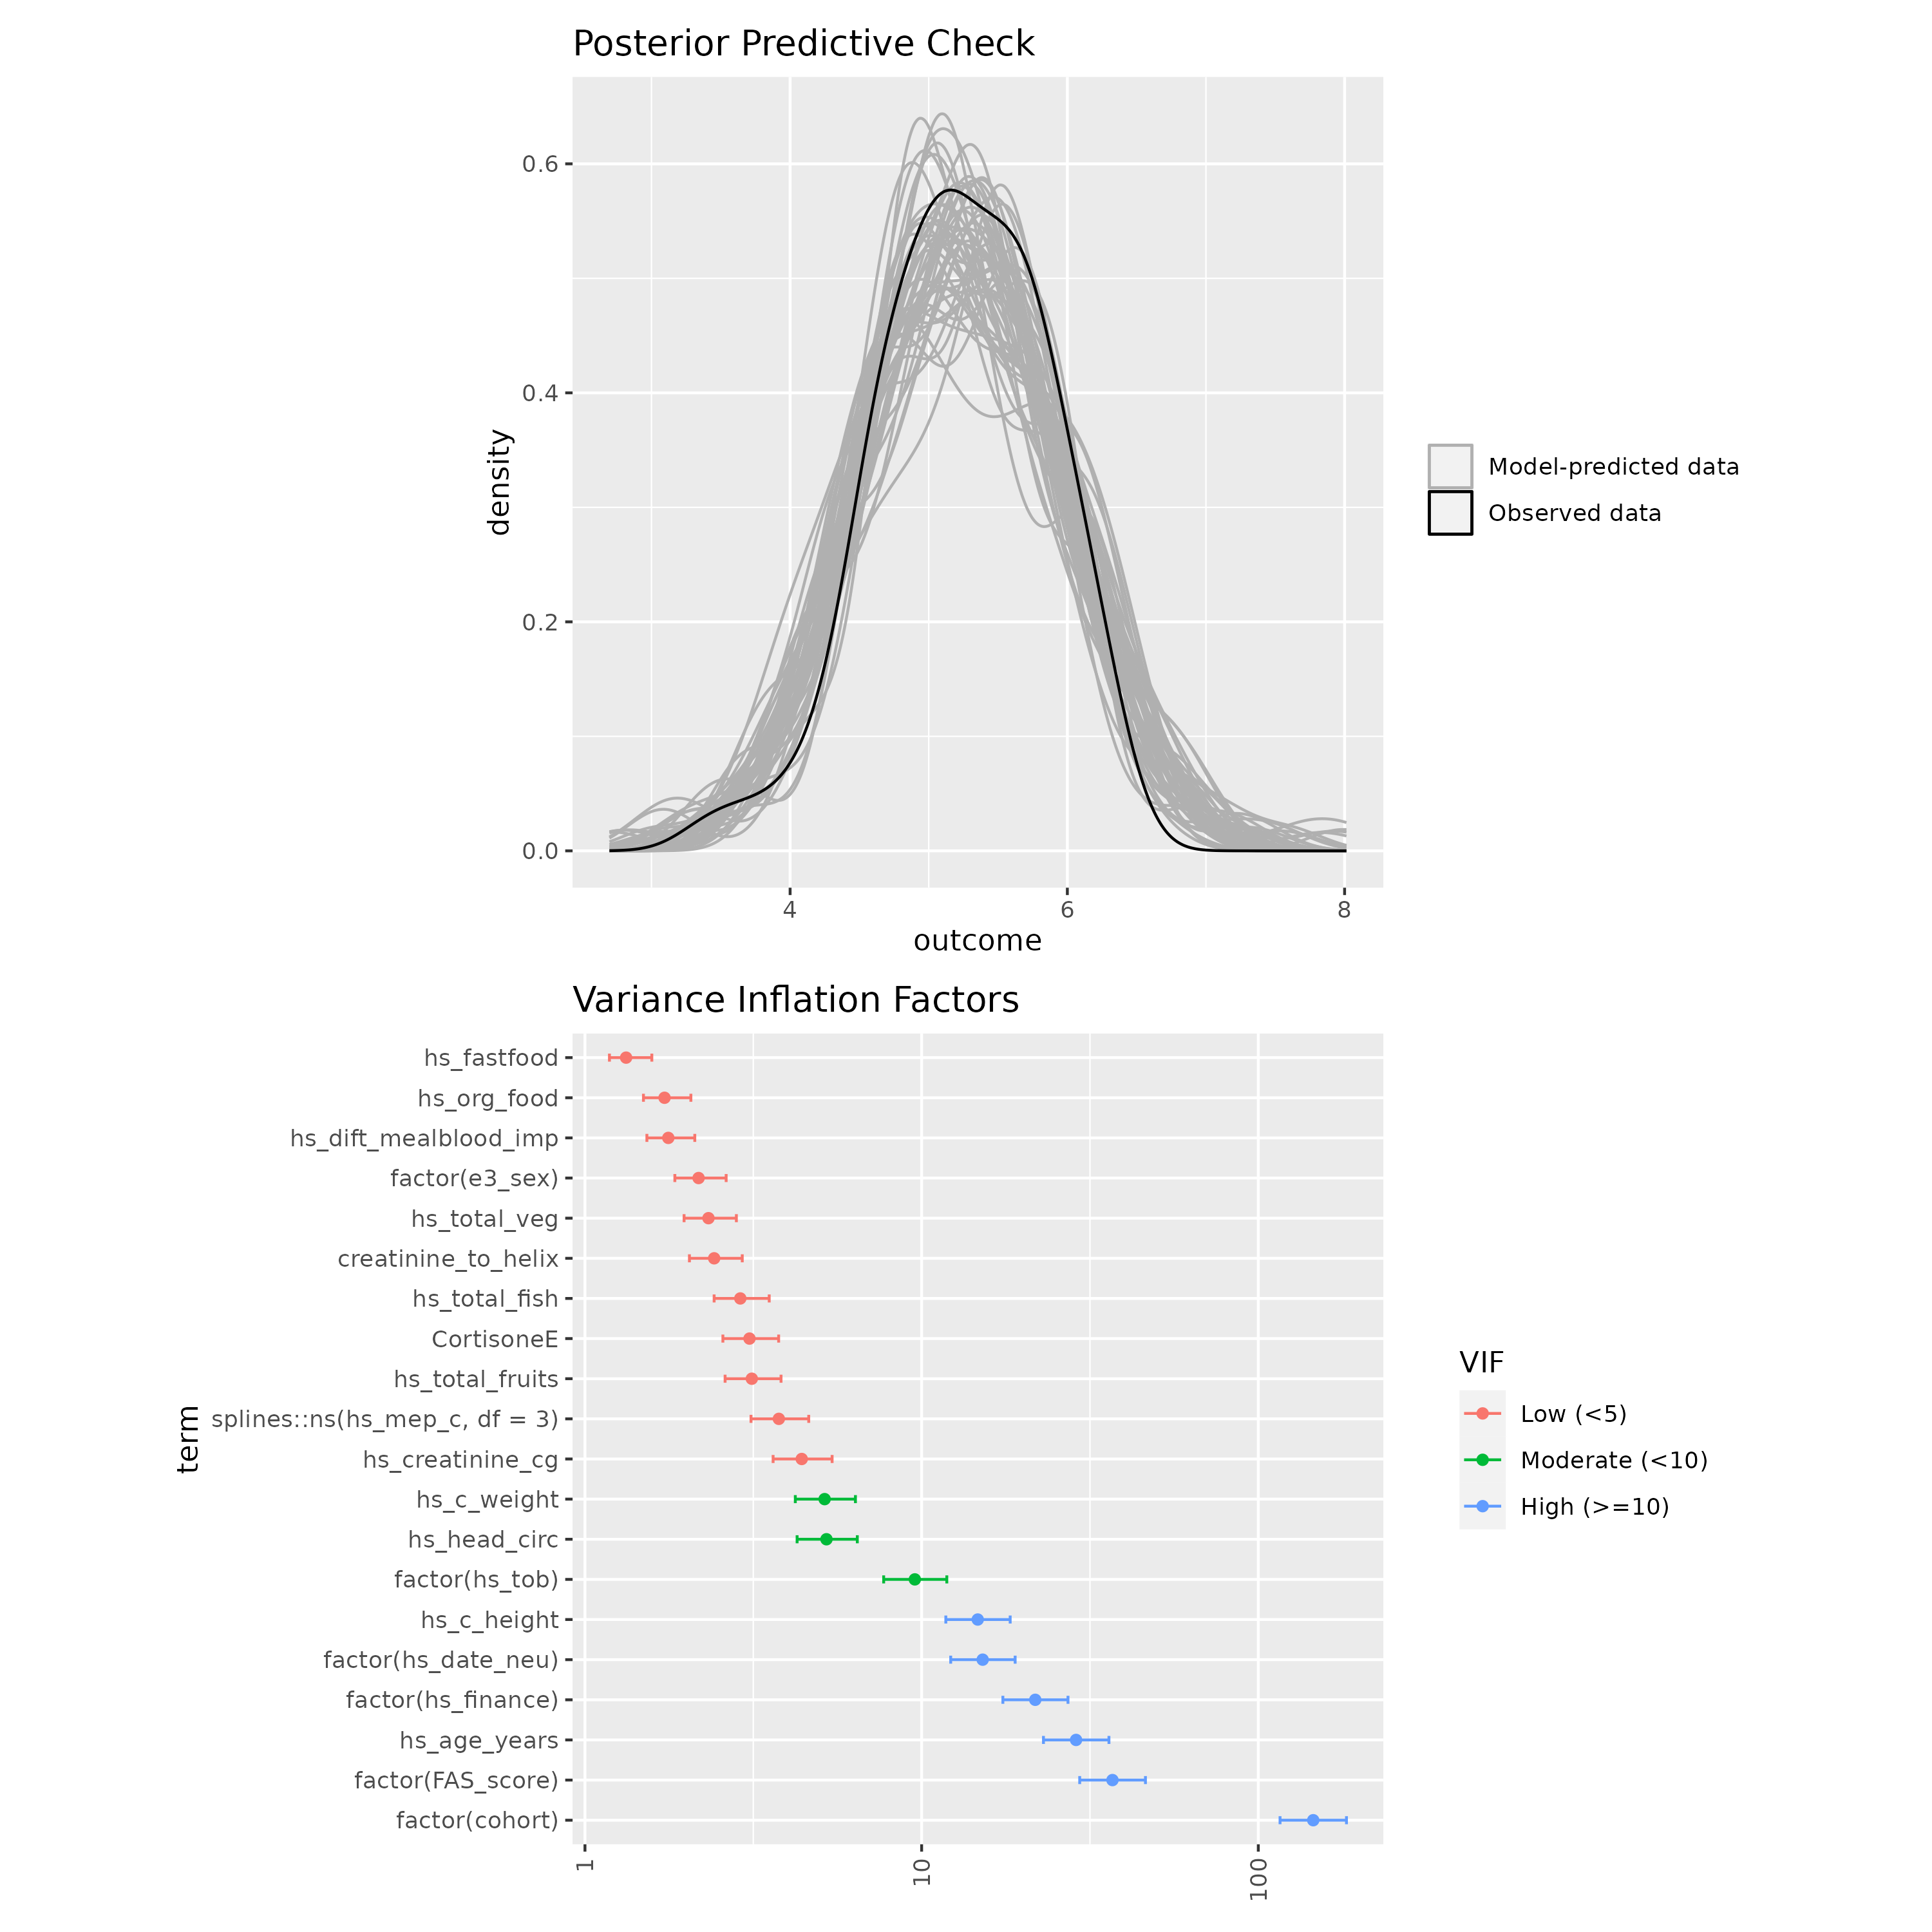 Posterior Predictive Check
density
0.6
0.4
0.2
0.0
4 6 8
outcome
Model-predicted data
Observed data
Variance Inflation Factors
term
hs_fastfood
hs_org_food
hs_dift_mealblood_imp
factor(e3_sex)
hs_total_veg
creatinine_to_helix
hs_total_fish
CortisoneE
hs_total_fruits
splines::ns(hs_mep_c, df = 3)
hs_creatinine_cg
hs_c_weight
hs_head_circ
factor(hs_tob)
hs_c_height
factor(hs_date_neu)
factor(hs_finance)
hs_age_years
factor(FAS_score)
factor(cohort)
1 10 100
VIF
Low (<5)
Moderate (<10)
High (>=10)